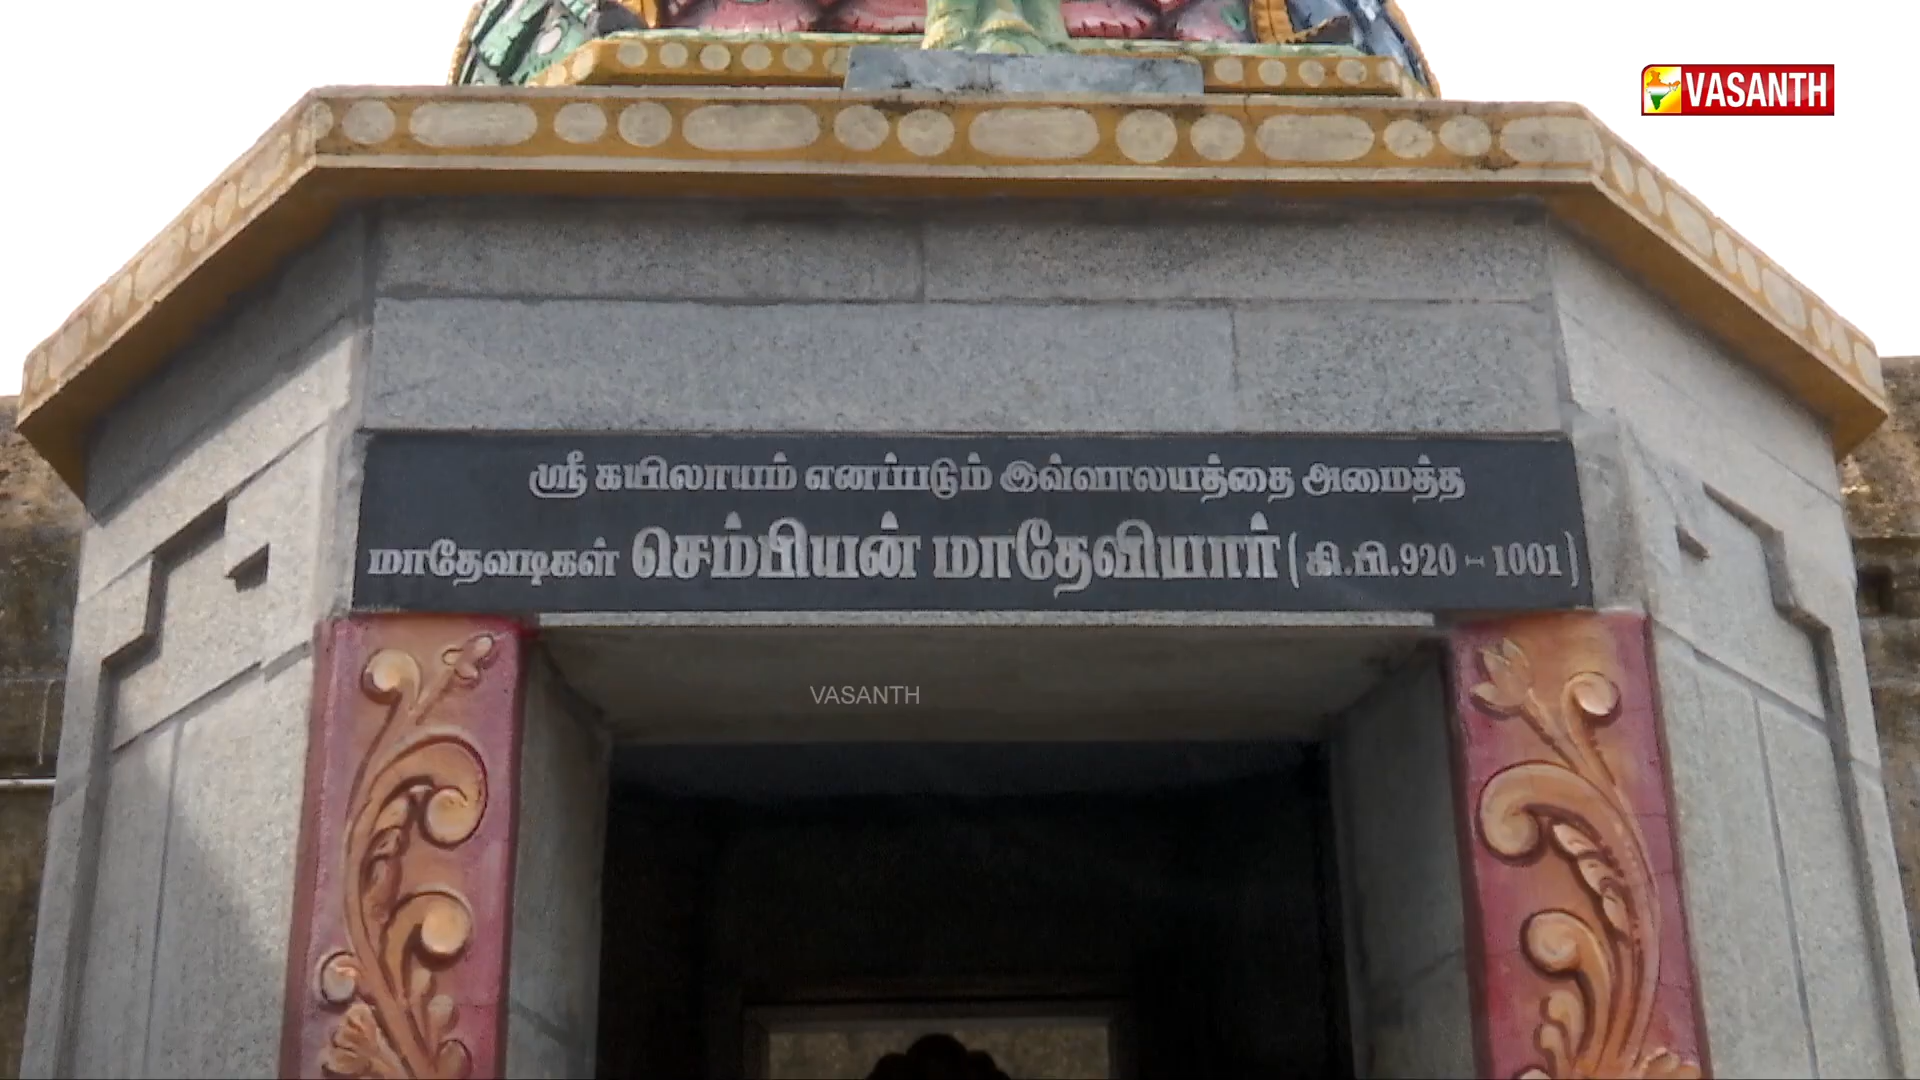 VASANTH
ஸ்ரீ கயிலாயம் எனப்படும் இவ்வாலயத்தை அமைத்த
மாதேவடிகள் செம்பியன் மாதேவியார் (கி.பி.920 - 1001)
VASANTH